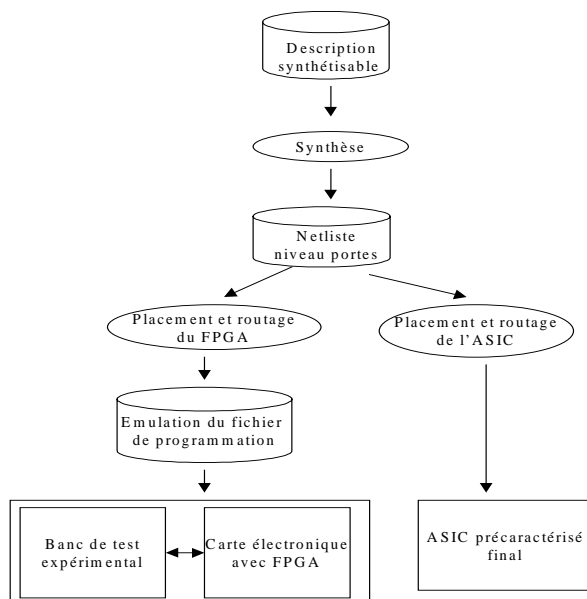 Description
synthétisable
Synthèse
Netliste
niveau portes
Placement et routage
du FPGA
Placement et routage
de l'ASIC
Emulation du fichier
de programmation
Banc de test
expérimental
Carte électronique
avec FPGA
ASIC précaractérisé
final